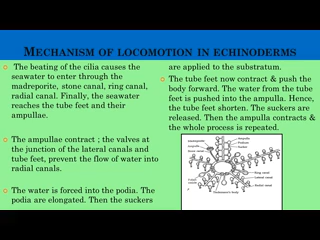 MECHANISM OF LOCOMOTION IN ECHINODERMS
The beating of the cilia causes the
seawater to enter through the
madreporite, stone canal, ring canal,
radial canal. Finally, the seawater
reaches the tube feet and their
ampullae.
The ampullae contract ; the valves at
the junction of the lateral canals and
tube feet, prevent the flow of water into
radial canals.
The water is forced into the podia. The
podia are elongated. Then the suckers
are applied to the substratum.
The tube feet now contract & push the
body forward. The water from the tube
feet is pushed into the ampulla. Hence,
the tube feet shorten. The suckers are
released. Then the ampulla contracts &
the whole process is repeated.
Ampulla
Podium
Sucker
Stone canal
Ring canal
Lateral canal
Radial canal